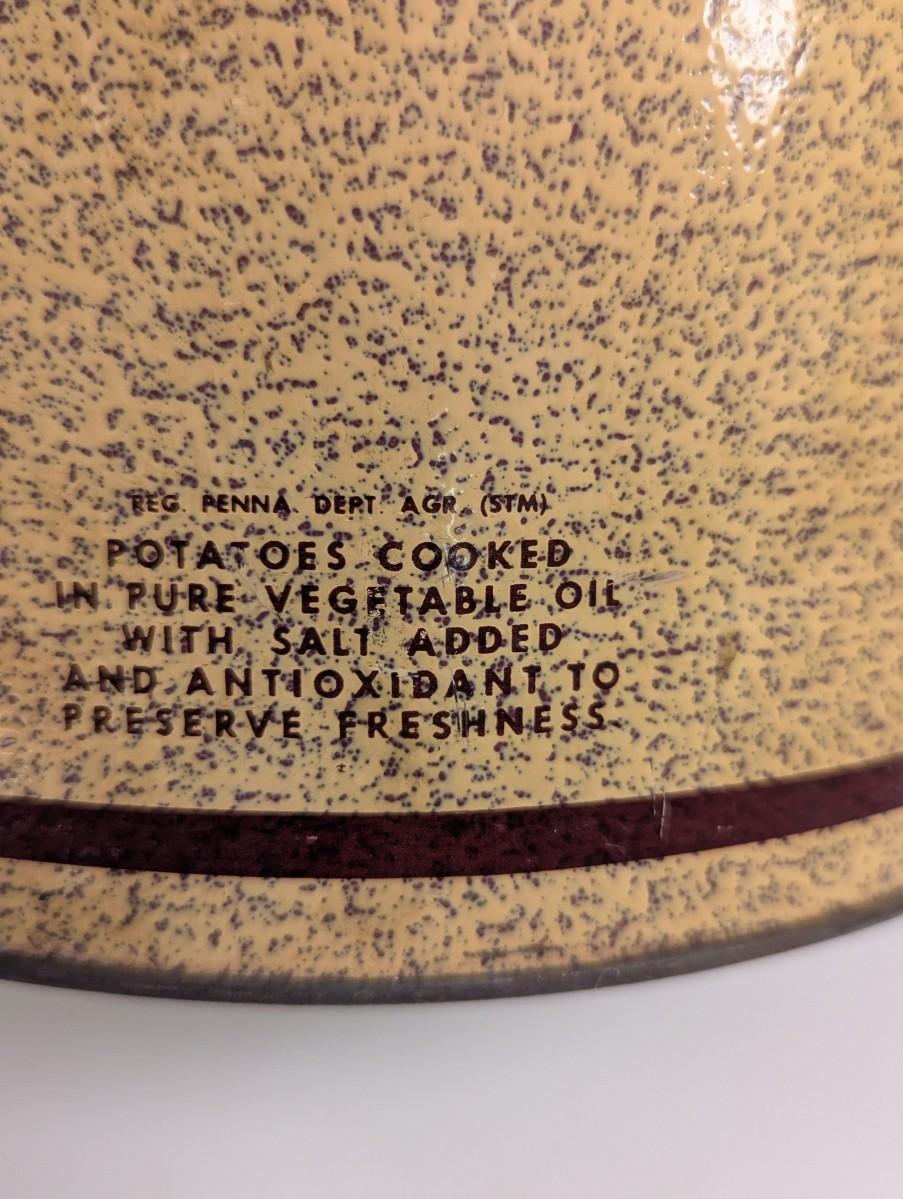 REG. PENNA. DEPT. AGR. (STM)
POTATOES COOKED
IN PURE VEGETABLE OIL
WITH SALT ADDED
AND ANTIOXIDANT TO
PRESERVE FRESHNESS.